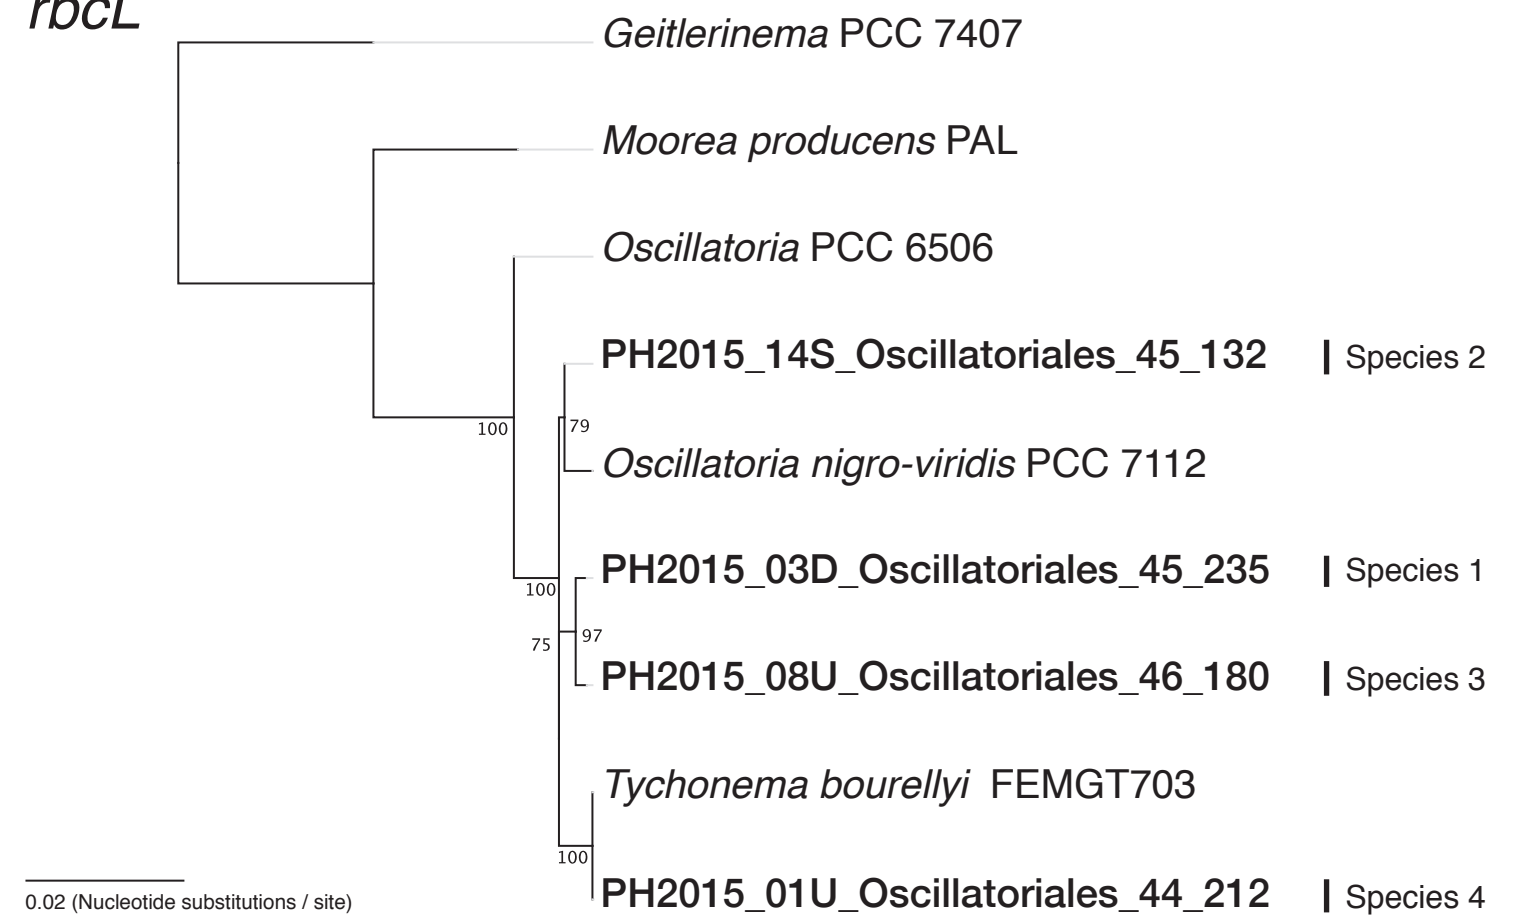 rbcL
Geitlerinema PCC 7407
Moorea producens PAL
Oscillatoria PCC 6506
PH2015_14S_Oscillatoriales_45_132 Species 2
79
100
Oscillatoria nigro-viridis PCC 7112
PH2015_03D_Oscillatoriales_45_235 Species 1
100
97
75
PH2015_08U_Oscillatoriales_46_180 Species 3
Tychonema bourellyi FEMGT703
100
PH2015_01U_Oscillatoriales_44_212 Species 4
0.02 (Nucleotide substitutions / site)